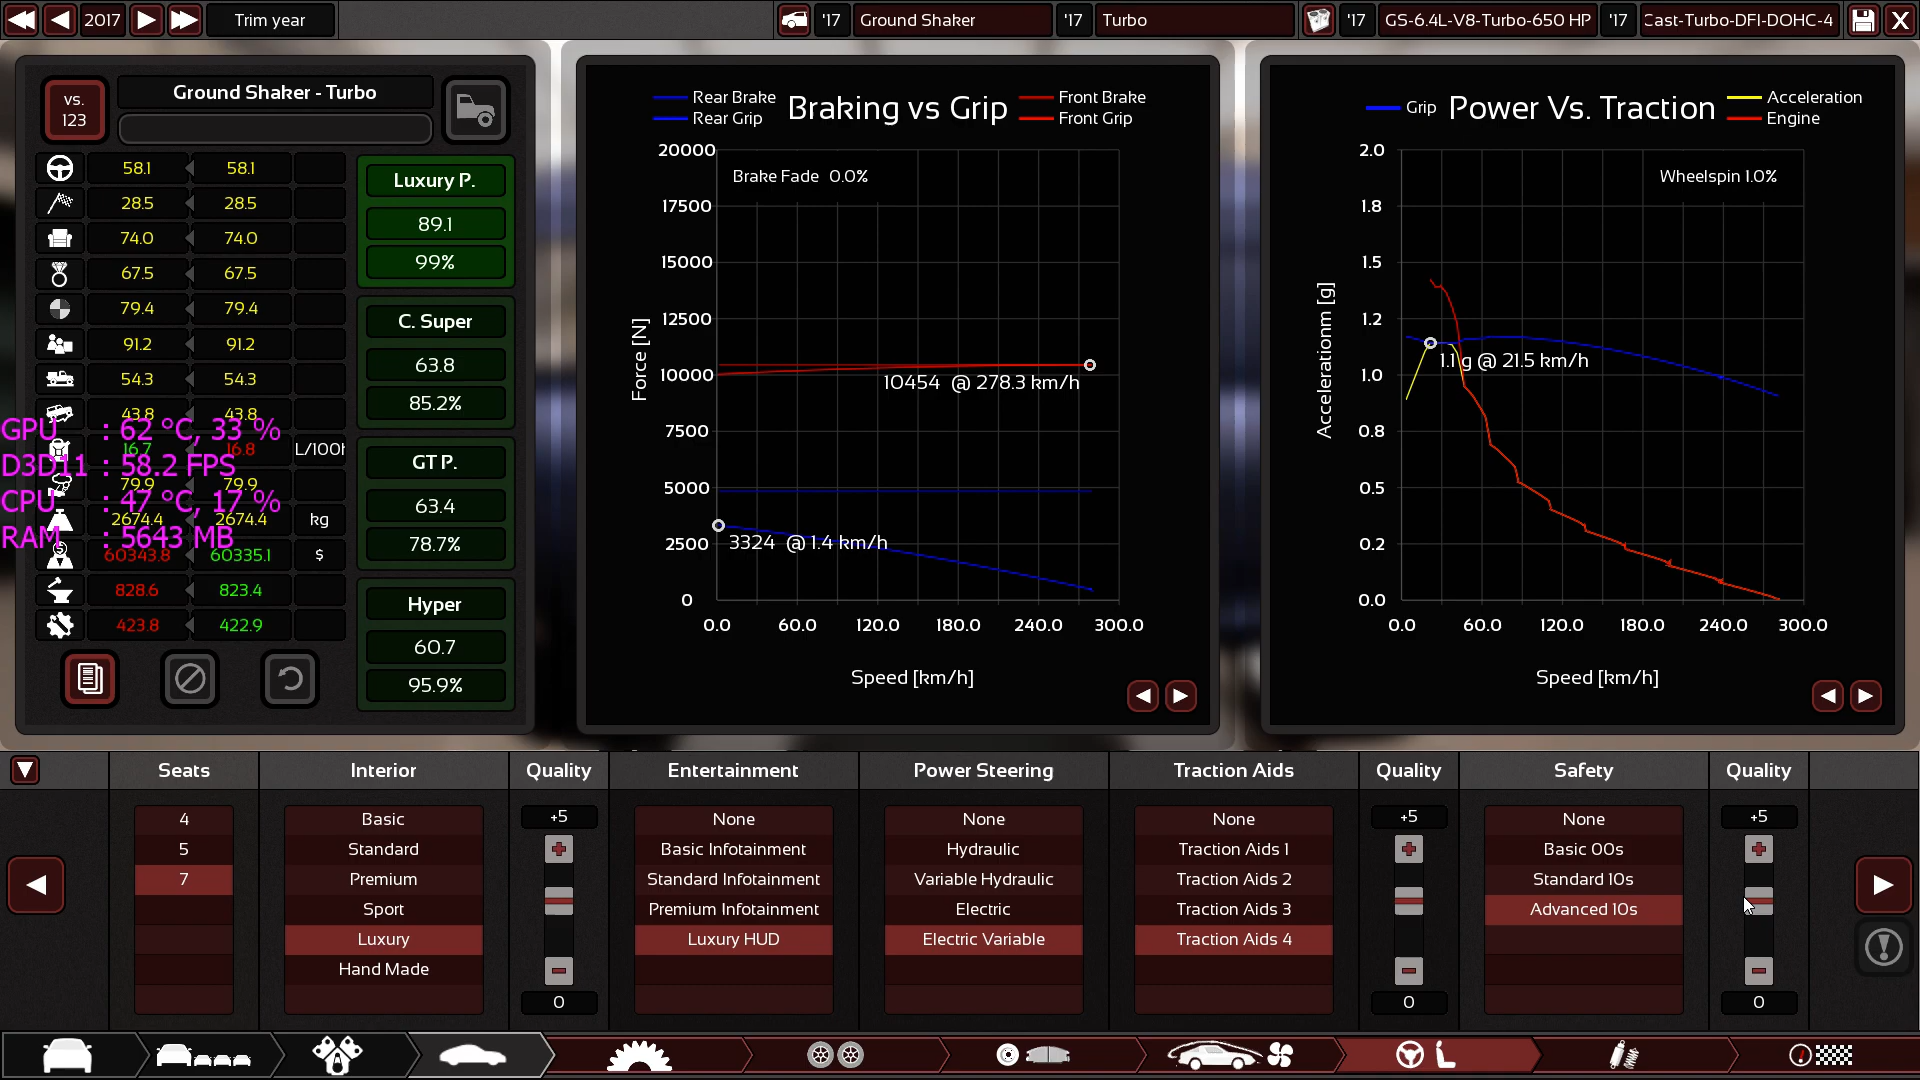 2017 Trim year '17 Ground Shaker '17 Turbo '17 GS-6.4L-V8-Turbo-650 HP '17 Cast-Turbo-DFI-DOHC-4
vs. 123
Ground Shaker - Turbo
58.1 58.1
28.5 28.5
74.0 74.0
67.5 67.5
79.4 79.4
91.2 91.2
54.3 54.3
43.8 43.8
16.7 16.8 L/100
79.9 79.9
2674.4 2674.4 kg
60343.8 60335.1 $
828.6 823.4
423.8 422.9
GPU : 62 °C, 33 %
D3D11 : 58.2 FPS
CPU : 47 °C, 17 %
RAM : 5643 MB
Luxury P.
89.1
99%
C. Super
63.8
85.2%
GT P.
63.4
78.7%
Hyper
60.7
95.9%
Rear Brake
Rear Grip
Braking vs Grip
Front Brake
Front Grip
Brake Fade 0.0%
Force [N]
20000
17500
15000
12500
10000
7500
5000
2500
0
10454 @ 278.3 km/h
3324 @ 1.4 km/h
0.0 60.0 120.0 180.0 240.0 300.0
Speed [km/h]
Grip
Power Vs. Traction
Acceleration
Engine
Wheelspin 1.0%
Accelerationm [g]
2.0
1.8
1.5
1.2
1.0
0.8
0.5
0.2
0.0
1.1 g @ 21.5 km/h
0.0 60.0 120.0 180.0 240.0 300.0
Speed [km/h]
Seats
4
5
7
Interior
Basic
Standard
Premium
Sport
Luxury
Hand Made
Quality
+5
0
Entertainment
None
Basic Infotainment
Standard Infotainment
Premium Infotainment
Luxury HUD
Power Steering
None
Hydraulic
Variable Hydraulic
Electric
Electric Variable
Traction Aids
None
Traction Aids 1
Traction Aids 2
Traction Aids 3
Traction Aids 4
Quality
+5
0
Safety
None
Basic 00s
Standard 10s
Advanced 10s
Quality
+5
0